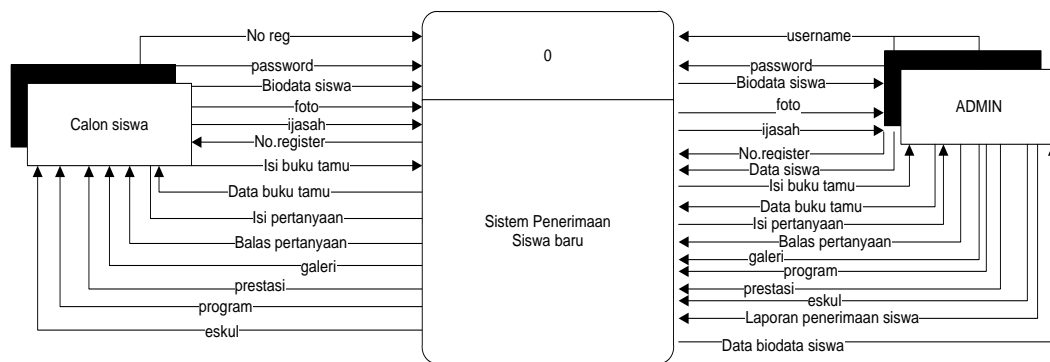 No reg
password
Biodata siswa
foto
ijasah
No.register
Isi buku tamu
Data buku tamu
Isi pertanyaan
Balas pertanyaan
galeri
prestasi
program
eskul
Calon siswa
0
Sistem Penerimaan
Siswa baru
username
password
Biodata siswa
foto
ijasah
No.register
Data siswa
Isi buku tamu
Data buku tamu
Isi pertanyaan
Balas pertanyaan
galeri
program
prestasi
eskul
Laporan penerimaan siswa
Data biodata siswa
ADMIN